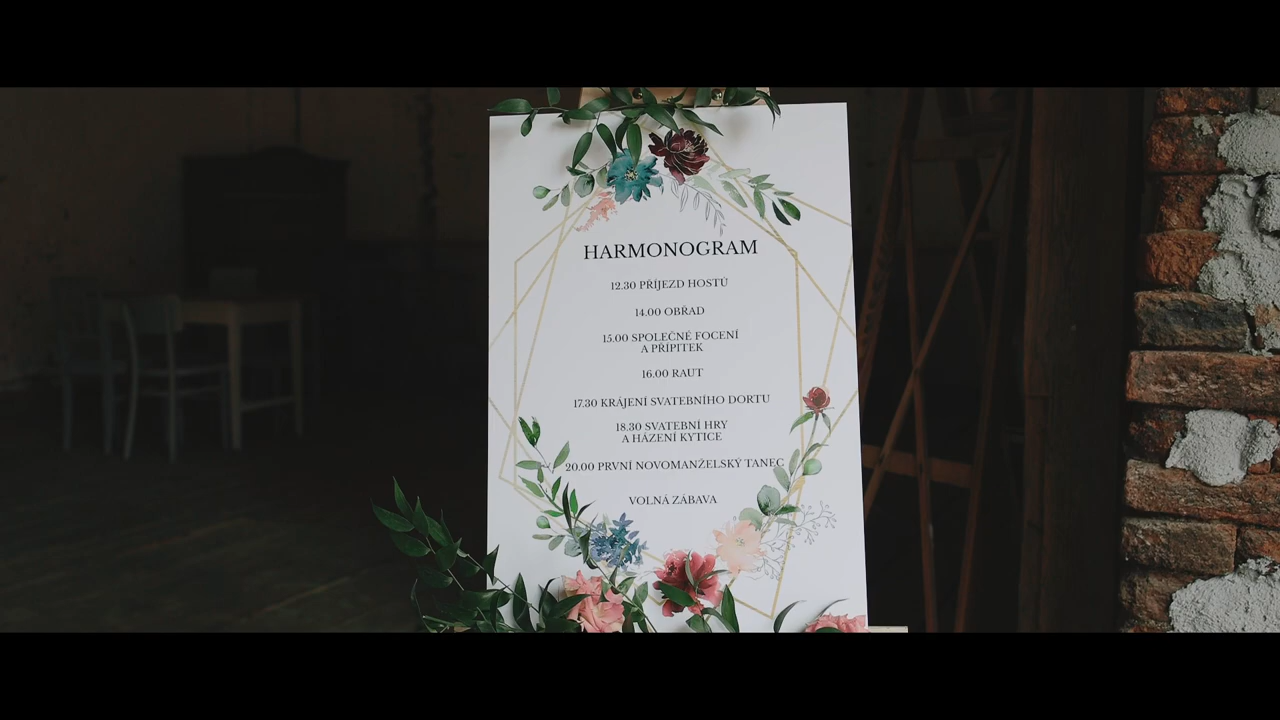 HARMONOGRAM
12.30 PŘÍJEZD HOSTŮ
14.00 OBŘAD
15.00 SPOLEČNÉ FOCENÍ
A PŘÍPITEK
16.00 RAUT
17.30 KRÁJENÍ SVATEBNÍHO DORTU
18.30 SVATEBNÍ HRY
A HÁZENÍ KYTICE
20.00 PRVNÍ NOVOMANŽELSKÝ TANEC
VOLNÁ ZÁBAVA